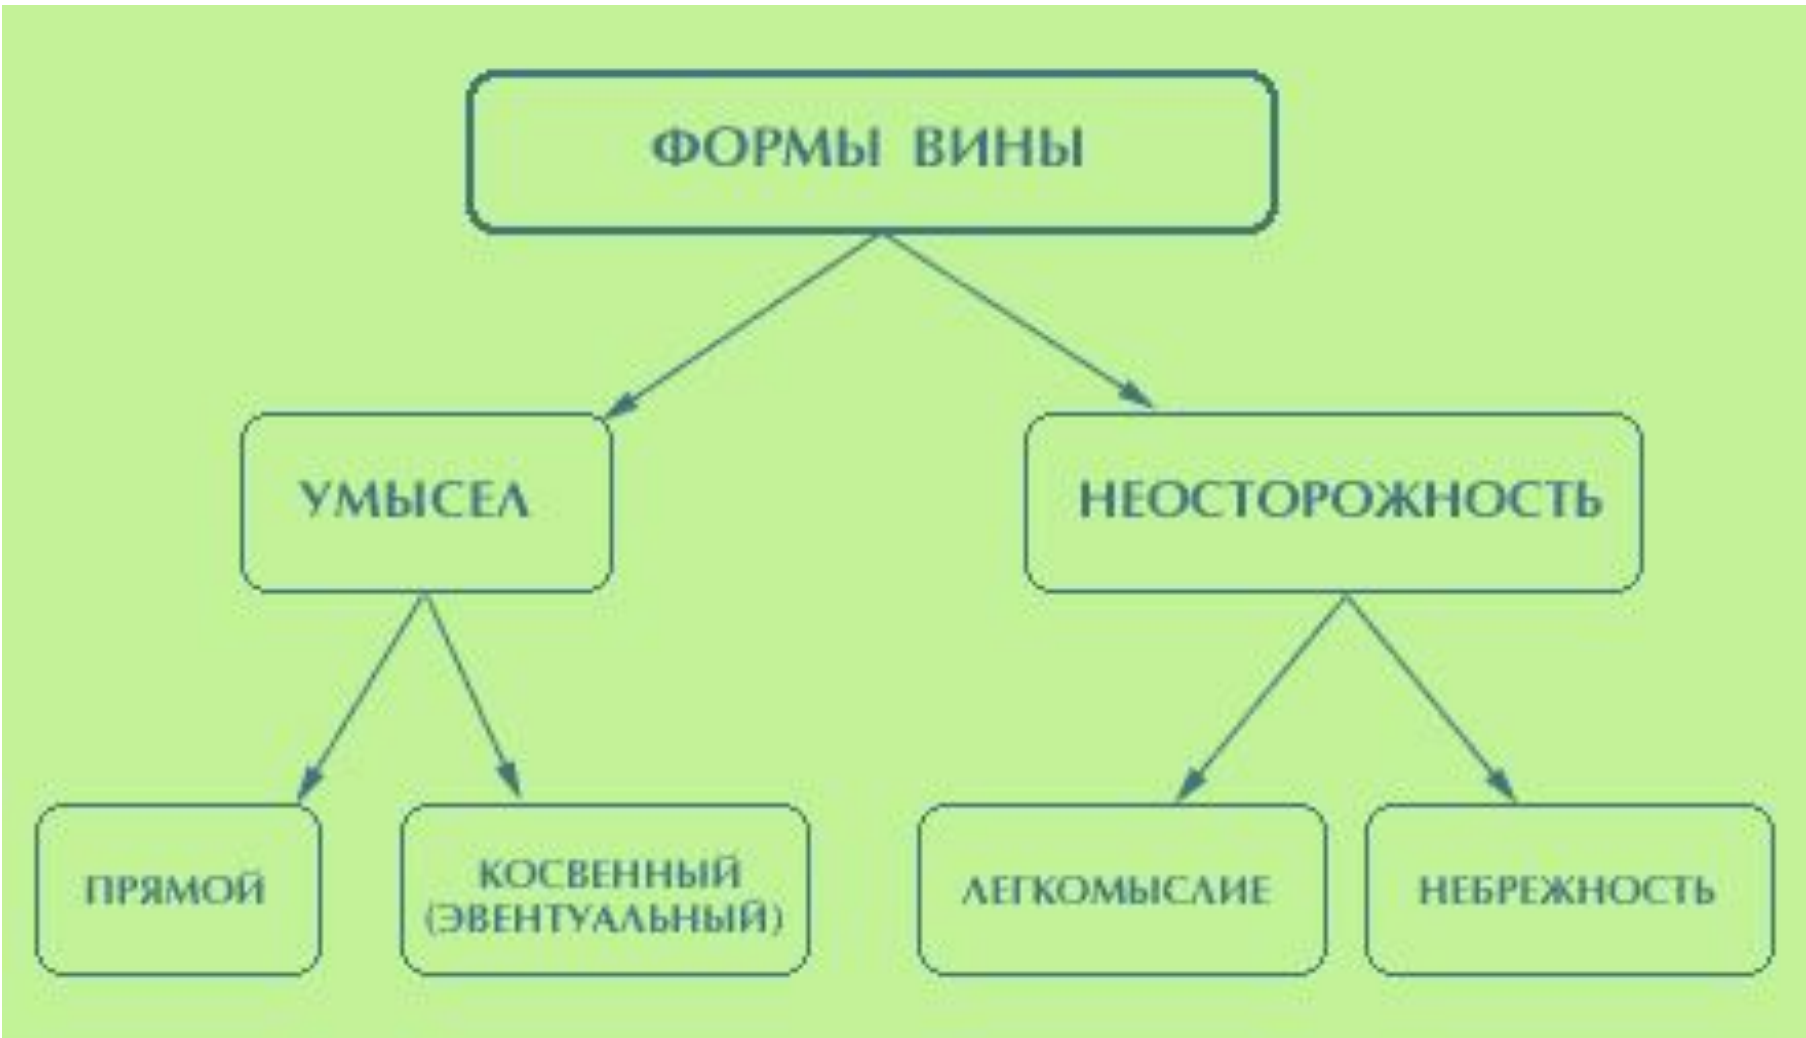 ФОРМЫ ВИНЫ
УМЫСЕЛ
НЕОСТОРОЖНОСТЬ
ПРЯМОЙ
КОСВЕННЫЙ
(ЭВЕНТУАЛЬНЫЙ)
ЛЕГКОМЫСЛИЕ
НЕБРЕЖНОСТЬ